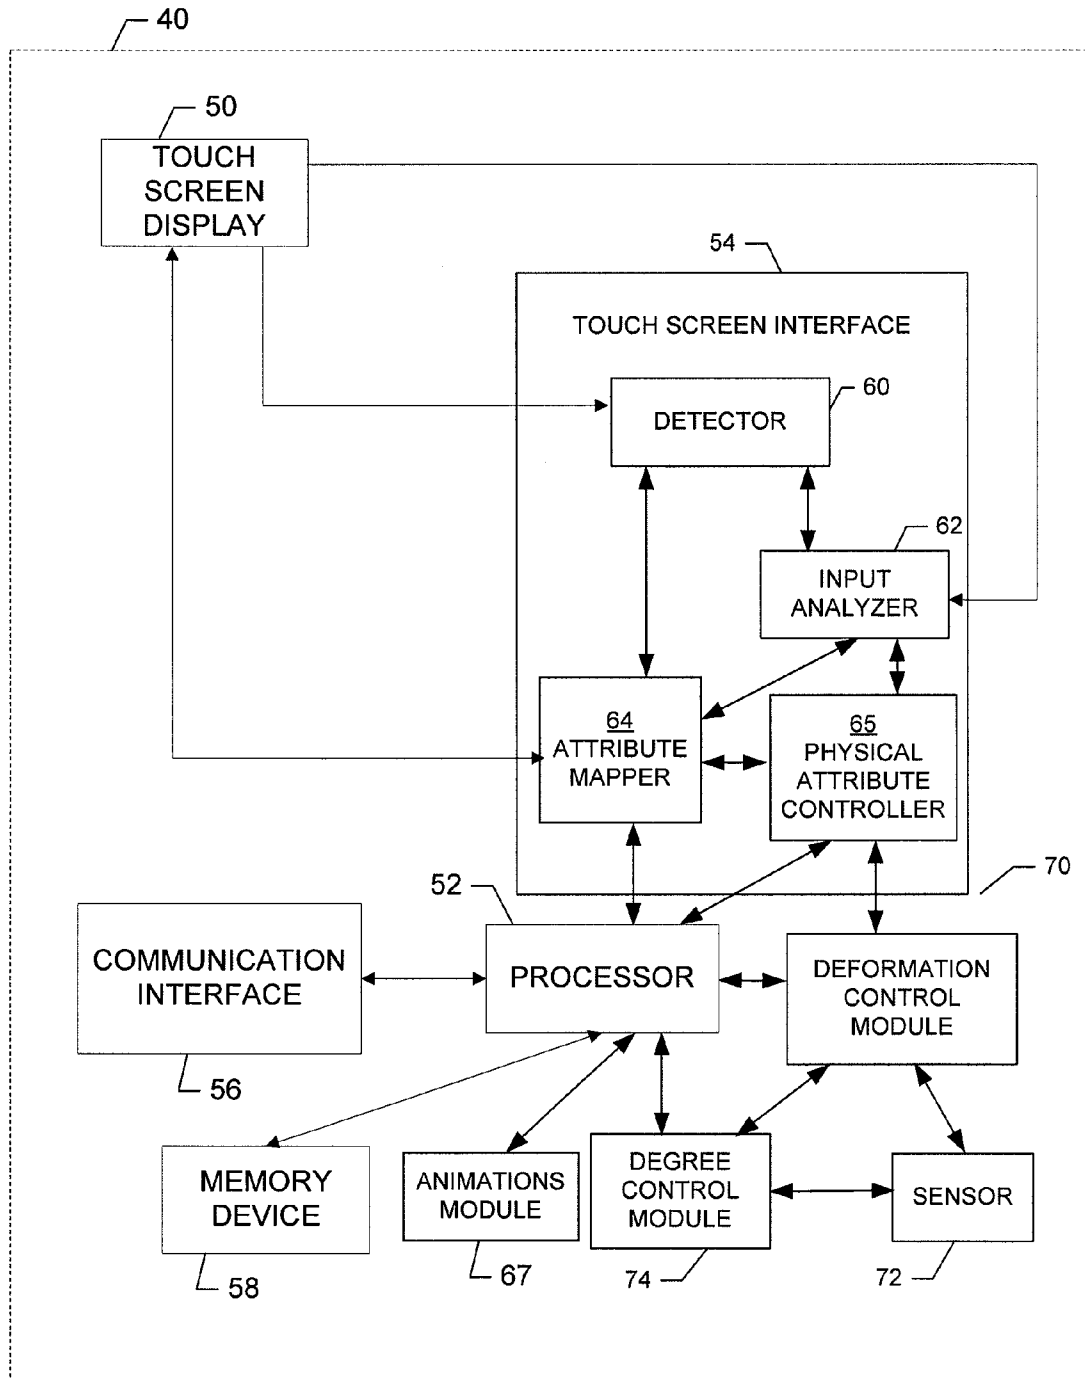 40
50
TOUCH
SCREEN
DISPLAY
54
TOUCH SCREEN INTERFACE
60
DETECTOR
62
INPUT
ANALYZER
64
ATTRIBUTE
MAPPER
65
PHYSICAL
ATTRIBUTE
CONTROLLER
70
52
COMMUNICATION
INTERFACE
PROCESSOR
DEFORMATION
CONTROL
MODULE
56
MEMORY
DEVICE
ANIMATIONS
MODULE
DEGREE
CONTROL
MODULE
SENSOR
58
67
74
72